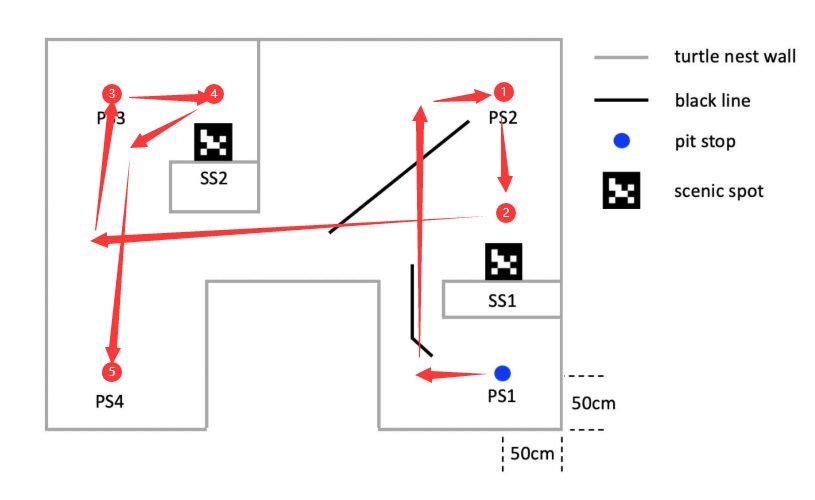 turtle nest wall
black line
pit stop
scenic spot
3
4
1
PS3
PS2
SS2
2
SS1
5
PS4
PS1
50cm
50cm